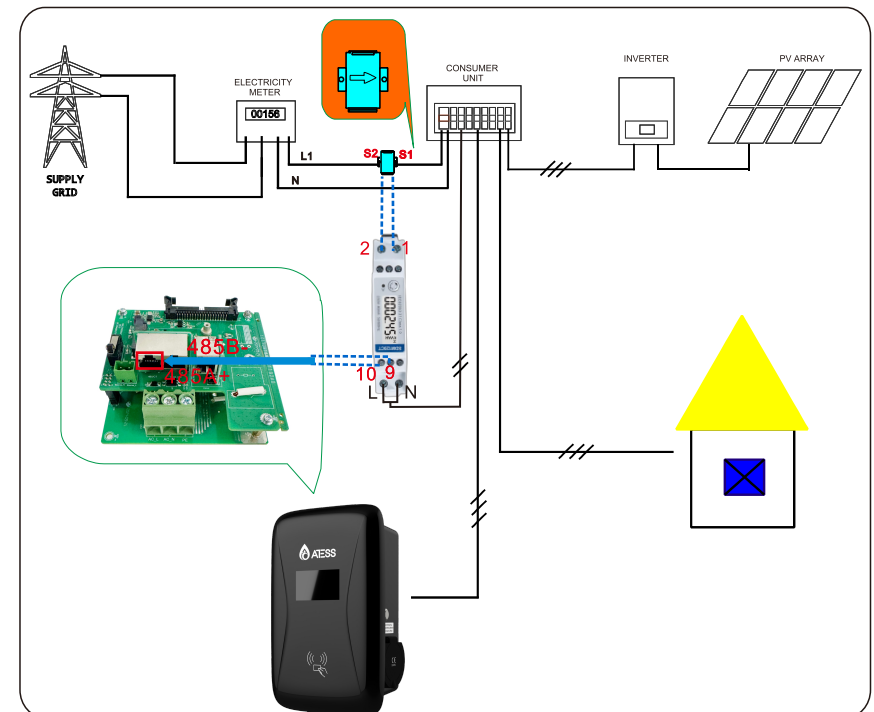 ELECTRICITY
METER
00156
CONSUMER
UNIT
INVERTER
PV ARRAY
SUPPLY
GRID
L1
N
S2
S1
2
1
000245
485B-
485A+
10
9
L
N
ATESS